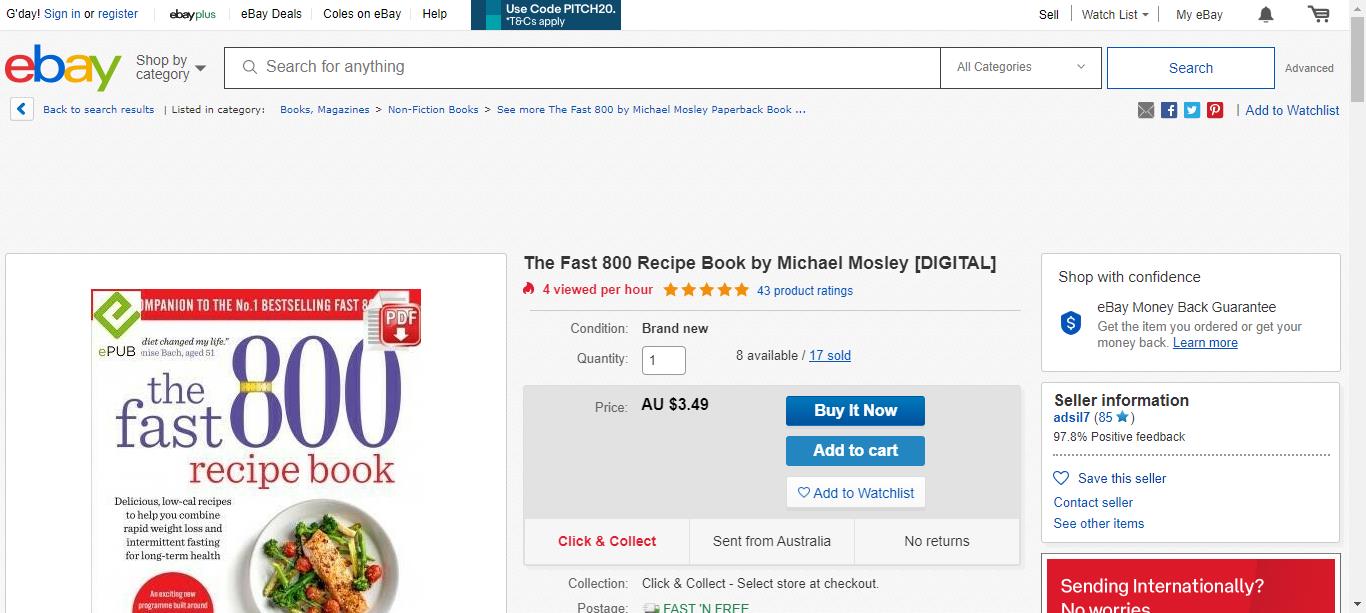 G'day! Sign in or register
ebayplus
eBay Deals
Coles on eBay
Help
Use Code PITCH20.
*T&Cs apply
Sell
Watch List
My eBay
ebay
Shop by
category
Search for anything
All Categories
Search
Advanced
Back to search results | Listed in category: Books, Magazines > Non-Fiction Books > See more The Fast 800 by Michael Mosley Paperback Book ...
| Add to Watchlist
OMPANION TO THE No.1 BESTSELLING FAST 8
PDF
ePUB
diet changed my life."
nise Bach, aged 51
the
fast 800
recipe book
Delicious, low-cal recipes
to help you combine
rapid weight loss and
intermittent fasting
for long-term health
An exciting new
programme built around
The Fast 800 Recipe Book by Michael Mosley [DIGITAL]
4 viewed per hour
43 product ratings
Condition: Brand new
Quantity: 1
8 available / 17 sold
Price: AU $3.49
Buy It Now
Add to cart
Add to Watchlist
Click & Collect
Sent from Australia
No returns
Collection: Click & Collect - Select store at checkout.
Postage: FAST 'N FREE
Shop with confidence
eBay Money Back Guarantee
Get the item you ordered or get your
money back. Learn more
Seller information
adsil7 (85 )
97.8% Positive feedback
Save this seller
Contact seller
See other items
Sending Internationally?
No worries